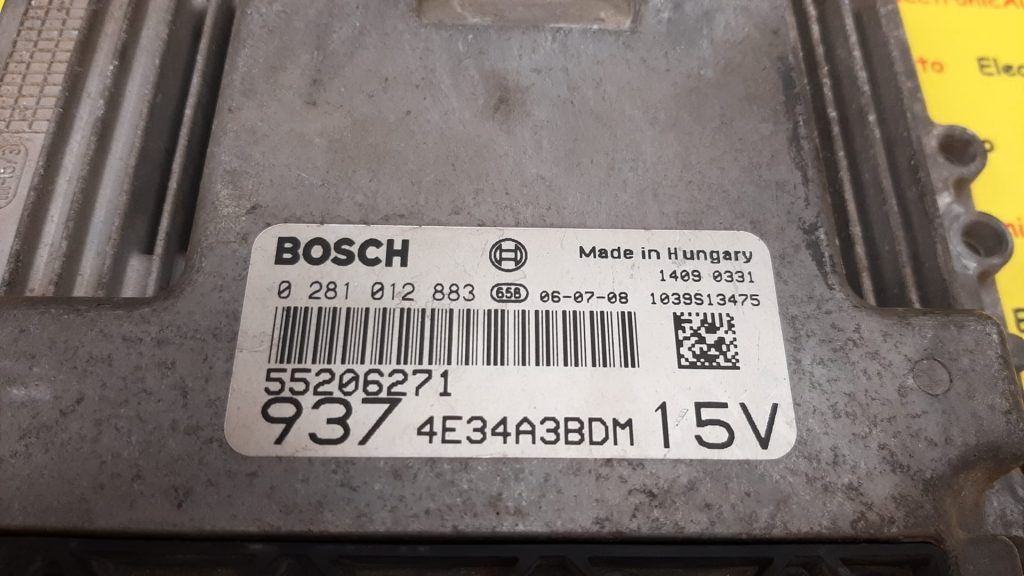 BOSCH
Made in Hungary
1409 0331
0 281 012 883 658 06-07-08 1039S13475
55206271
937 4E34A3BDM 15V
Elec